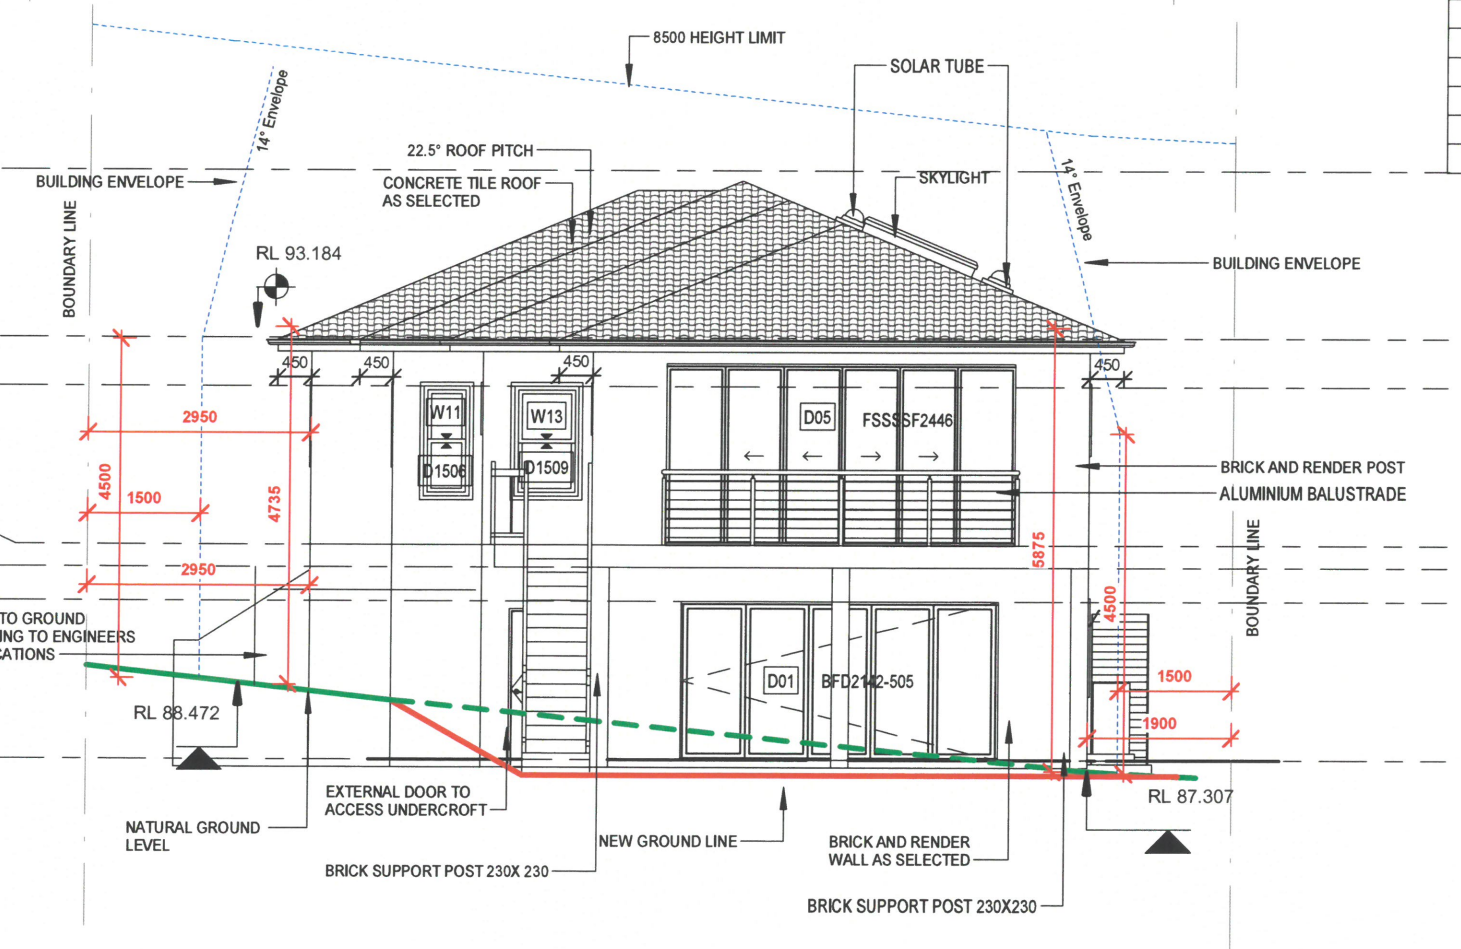 8500 HEIGHT LIMIT
SOLAR TUBE
14° Envelope
22.5° ROOF PITCH
CONCRETE TILE ROOF
AS SELECTED
SKYLIGHT
14° Envelope
BUILDING ENVELOPE
BOUNDARY LINE
RL 93.184
BUILDING ENVELOPE
450
450
450
450
W11
W13
D05
FSSSSF2446
2950
D1506
D1509
BRICK AND RENDER POST
ALUMINIUM BALUSTRADE
4500
1500
4735
5875
BOUNDARY LINE
2950
4500
TO GROUND
ING TO ENGINEERS
CATIONS
D01
BFD2142-505
1500
RL 88.472
1900
EXTERNAL DOOR TO
ACCESS UNDERCROFT
RL 87.307
NATURAL GROUND
LEVEL
NEW GROUND LINE
BRICK AND RENDER
WALL AS SELECTED
BRICK SUPPORT POST 230X 230
BRICK SUPPORT POST 230X230